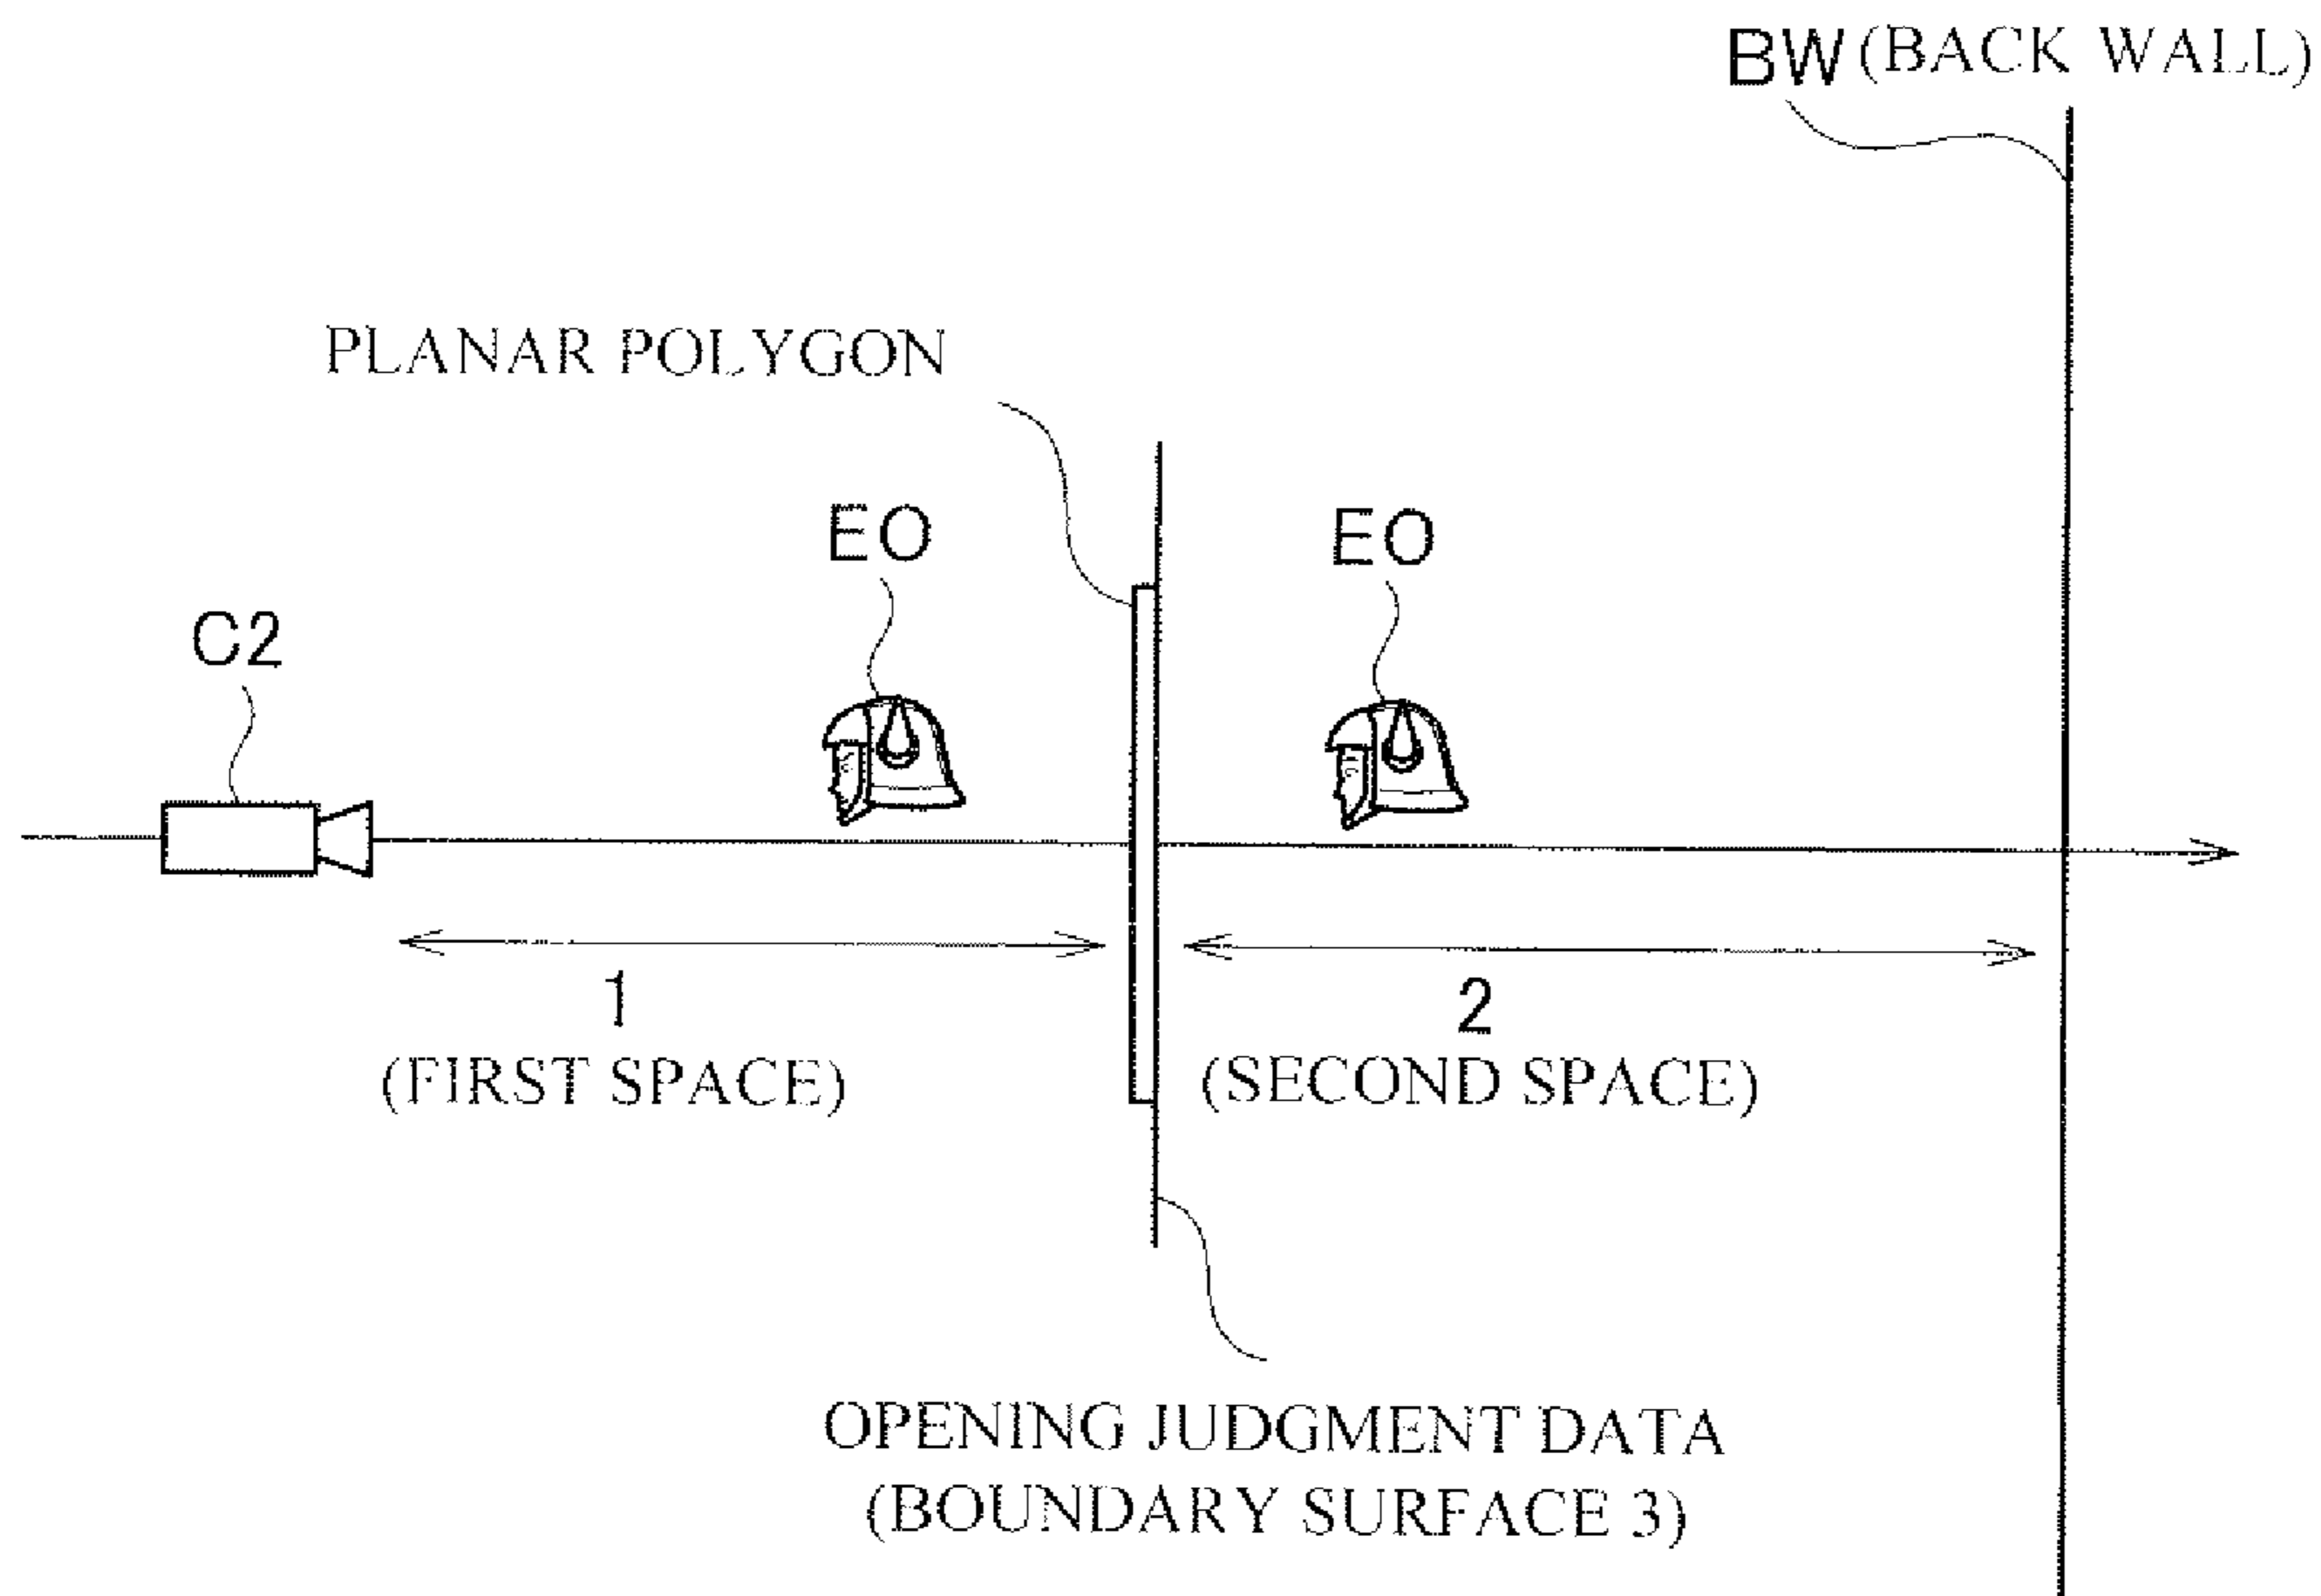 BW (BACK WALL)
PLANAR POLYGON
EO
EO
C2
1
(FIRST SPACE)
2
(SECOND SPACE)
OPENING JUDGMENT DATA
(BOUNDARY SURFACE 3)